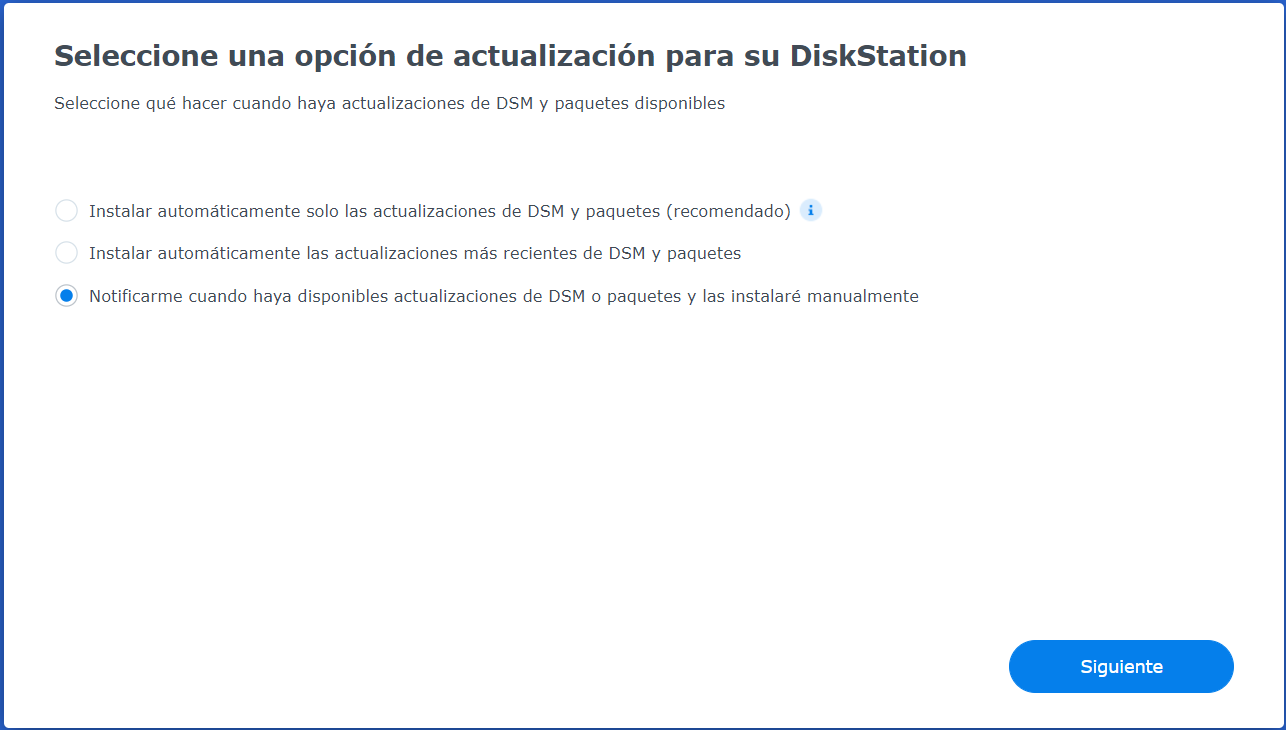 Seleccione una opción de actualización para su DiskStation
Seleccione qué hacer cuando haya actualizaciones de DSM y paquetes disponibles
Instalar automáticamente solo las actualizaciones de DSM y paquetes (recomendado) i
Instalar automáticamente las actualizaciones más recientes de DSM y paquetes
Notificarme cuando haya disponibles actualizaciones de DSM o paquetes y las instalaré manualmente
Siguiente